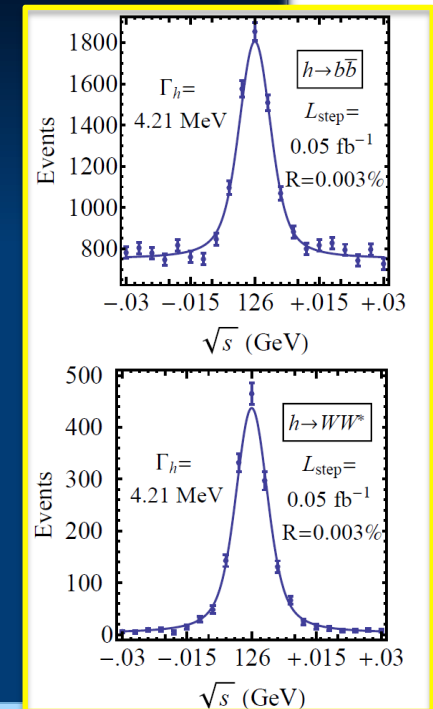 1800
1600
1400
1200
1000
800
Events
Γh=
4.21 MeV
h→bb̅
Lstep=
0.05 fb⁻¹
R=0.003%
−.03 −.015 126 +.015 +.03
√s (GeV)
500
400
300
200
100
0
Events
Γh=
4.21 MeV
h→WW*
Lstep=
0.05 fb⁻¹
R=0.003%
−.03 −.015 126 +.015 +.03
√s (GeV)